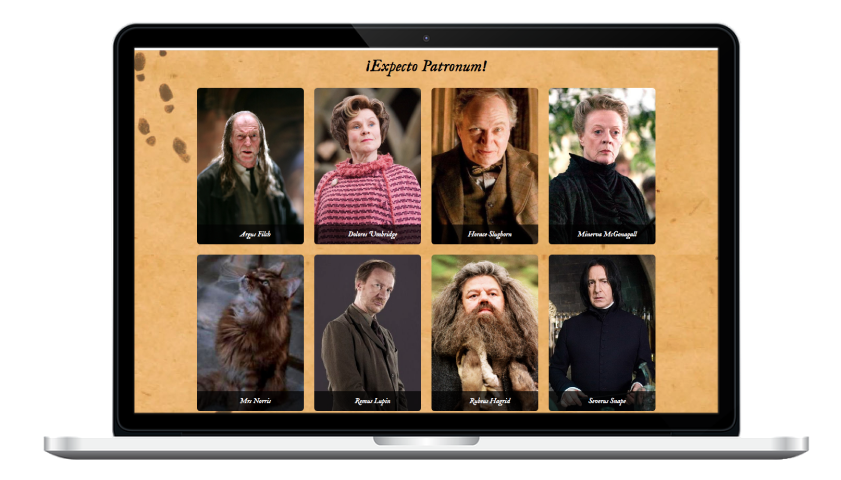 ¡Expecto Patronum!
Argus Filch
Dolores Umbridge
Horace Slughorn
Minerva McGonagall
Mrs Norris
Remus Lupin
Rubeus Hagrid
Severus Snape